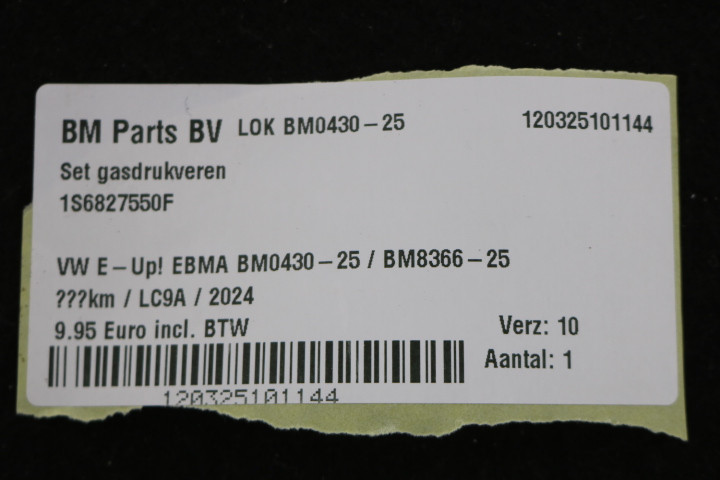 BM Parts BV LOK BM0430-25 120325101144
Set gasdrukveren
1S6827550F
VW E-Up! EBMA BM0430-25 / BM8366-25
???km / LC9A / 2024
9.95 Euro incl. BTW Verz: 10
Aantal: 1
120325101144